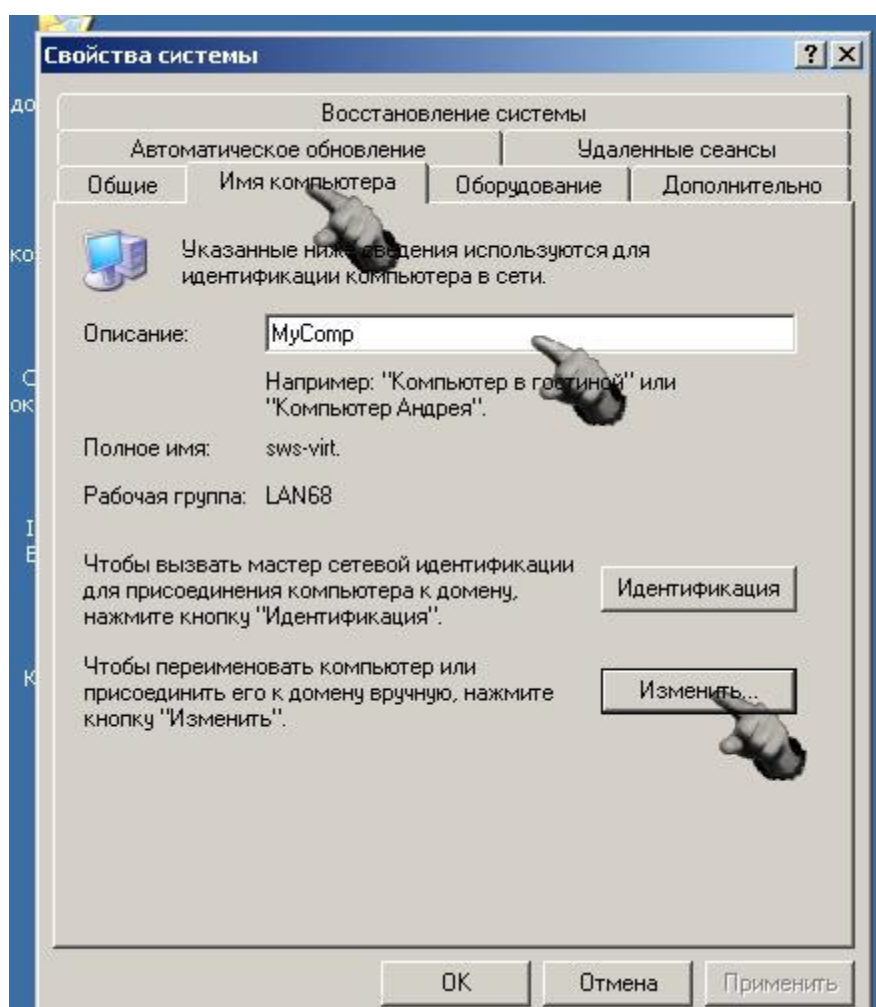 Свойства системы
Восстановление системы
Автоматическое обновление
Удаленные сеансы
Общие
Имя компьютера
Оборудование
Дополнительно
Указанные ниже сведения используются для
идентификации компьютера в сети.
Описание:
MyComp
Например: "Компьютер в гостиной" или
"Компьютер Андрея".
Полное имя:
sws-virt.
Рабочая группа:
LAN68
Чтобы вызвать мастер сетевой идентификации
для присоединения компьютера к домену,
нажмите кнопку "Идентификация".
Идентификация
Чтобы переименовать компьютер или
присоединить его к домену вручную, нажмите
кнопку "Изменить".
Изменить...
OK
Отмена
Применить